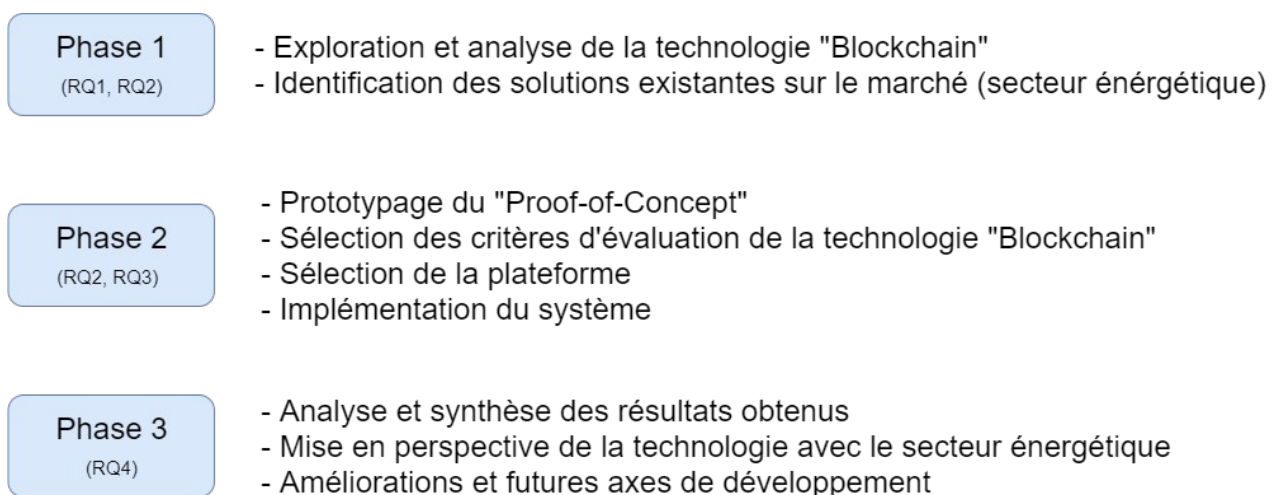 Phase 1
(RQ1, RQ2)
- Exploration et analyse de la technologie "Blockchain"
- Identification des solutions existantes sur le marché (secteur énérgétique)
Phase 2
(RQ2, RQ3)
- Prototypage du "Proof-of-Concept"
- Sélection des critères d'évaluation de la technologie "Blockchain"
- Sélection de la plateforme
- Implémentation du système
Phase 3
(RQ4)
- Analyse et synthèse des résultats obtenus
- Mise en perspective de la technologie avec le secteur énergétique
- Améliorations et futures axes de développement